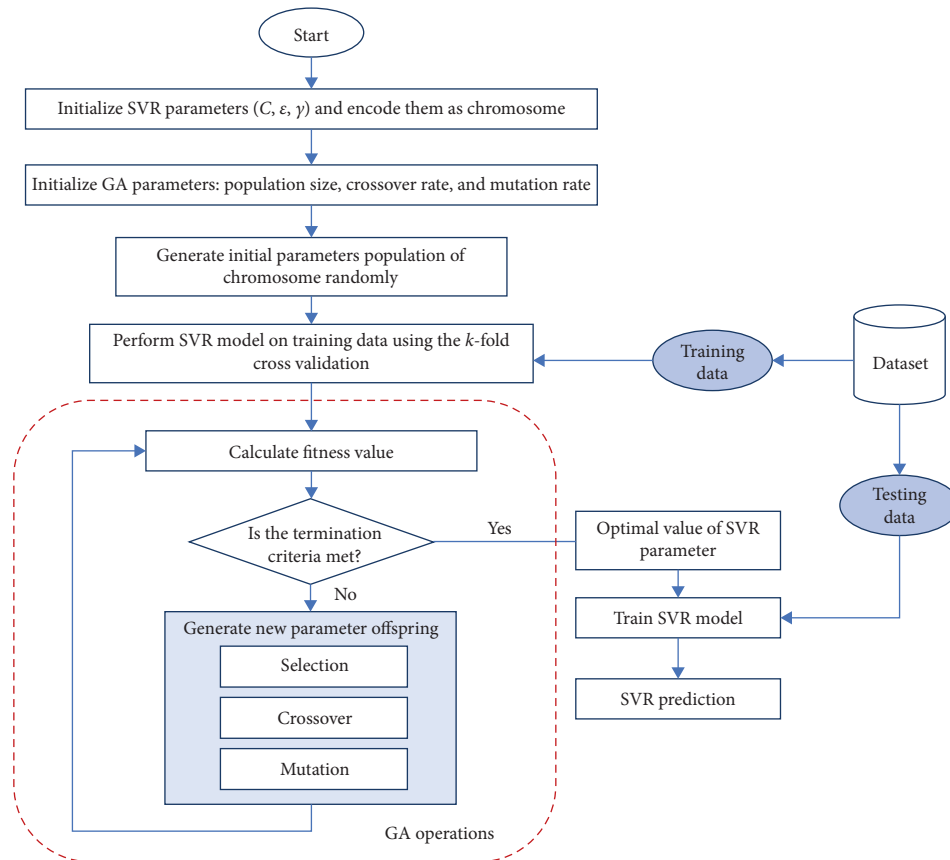 Start
Initialize SVR parameters (C, ε, γ) and encode them as chromosome
Initialize GA parameters: population size, crossover rate, and mutation rate
Generate initial parameters population of
chromosome randomly
Perform SVR model on training data using the k-fold
cross validation
Training
data
Dataset
Calculate fitness value
Testing
data
Is the termination
criteria met?
Yes
Optimal value of SVR
parameter
No
Generate new parameter offspring
Train SVR model
Selection
SVR prediction
Crossover
Mutation
GA operations